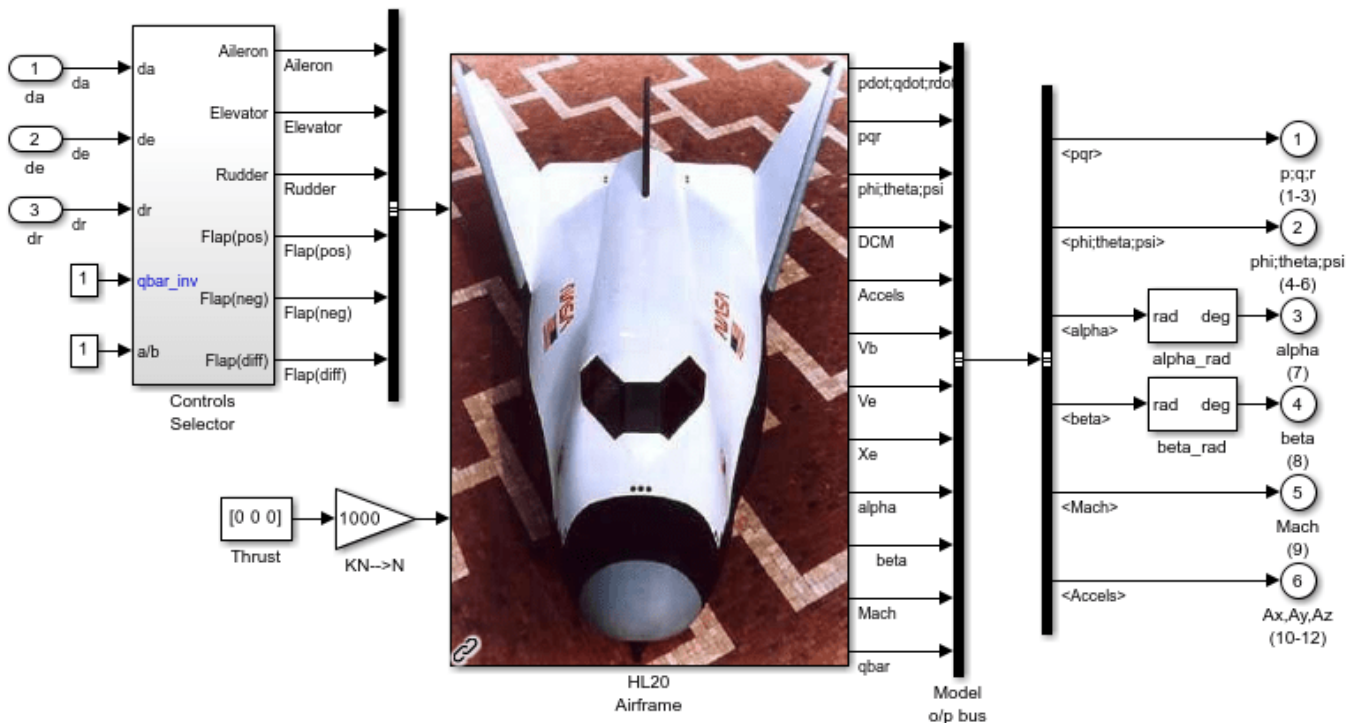 1
da
da
2
de
de
3
dr
dr
1
1
da
de
dr
qbar_inv
a/b
Aileron
Elevator
Rudder
Flap(pos)
Flap(neg)
Flap(diff)
Controls
Selector
Aileron
Elevator
Rudder
Flap(pos)
Flap(neg)
Flap(diff)
[0 0 0]
Thrust
1000
KN-->N
NASA
NASA
HL20
Airframe
pdot;qdot;rdot
pqr
phi;theta;psi
DCM
Accels
Vb
Ve
Xe
alpha
beta
Mach
qbar
Model
o/p bus
<pqr>
<phi;theta;psi>
<alpha>
<beta>
<Mach>
<Accels>
rad deg
alpha_rad
rad deg
beta_rad
1
p;q;r
(1-3)
2
phi;theta;psi
(4-6)
3
alpha
(7)
4
beta
(8)
5
Mach
(9)
6
Ax,Ay,Az
(10-12)